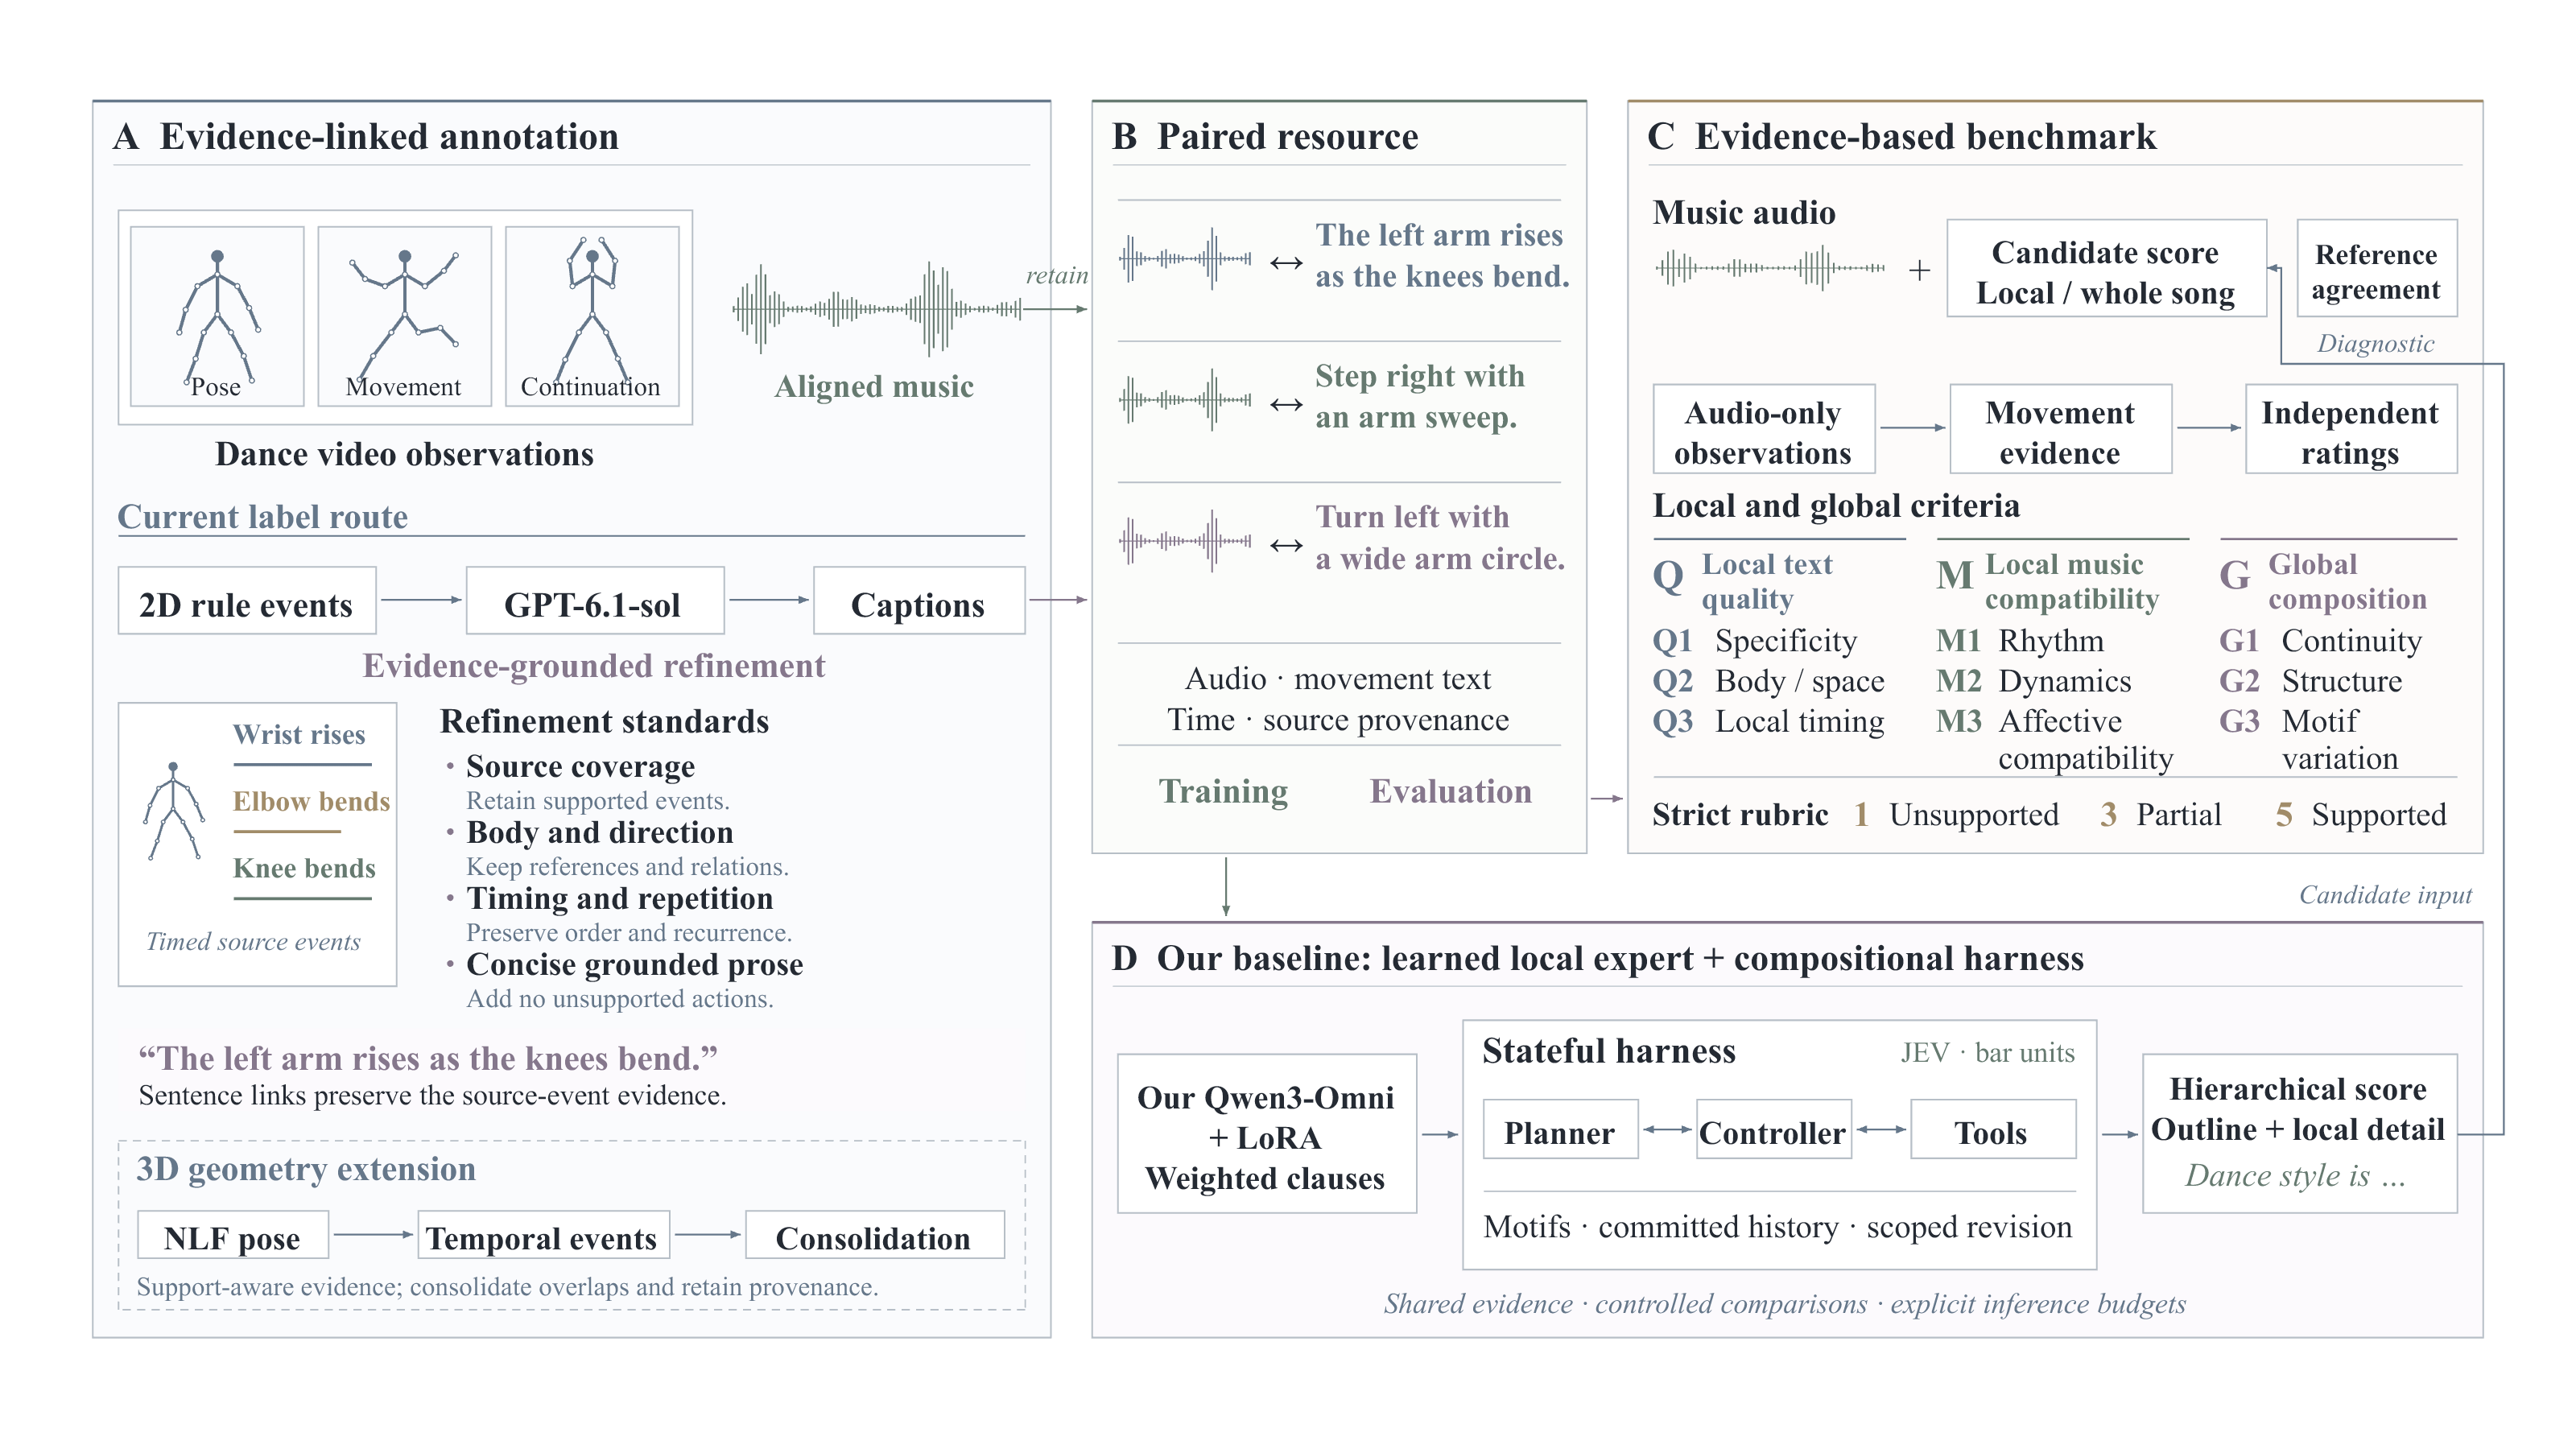 A Evidence-linked annotation
Pose
Movement
Continuation
Dance video observations
Aligned music
retain
Current label route
2D rule events
GPT-6.1-sol
Captions
Evidence-grounded refinement
Wrist rises
Elbow bends
Knee bends
Timed source events
Refinement standards
• Source coverage
Retain supported events.
• Body and direction
Keep references and relations.
• Timing and repetition
Preserve order and recurrence.
• Concise grounded prose
Add no unsupported actions.
“The left arm rises as the knees bend.”
Sentence links preserve the source-event evidence.
3D geometry extension
NLF pose
Temporal events
Consolidation
Support-aware evidence; consolidate overlaps and retain provenance.
B Paired resource
The left arm rises
as the knees bend.
Step right with
an arm sweep.
Turn left with
a wide arm circle.
Audio · movement text
Time · source provenance
Training
Evaluation
C Evidence-based benchmark
Music audio
+
Candidate score
Local / whole song
Reference
agreement
Diagnostic
Audio-only
observations
Movement
evidence
Independent
ratings
Local and global criteria
Q Local text
quality
Q1 Specificity
Q2 Body / space
Q3 Local timing
M Local music
compatibility
M1 Rhythm
M2 Dynamics
M3 Affective
compatibility
G Global
composition
G1 Continuity
G2 Structure
G3 Motif
variation
Strict rubric 1 Unsupported 3 Partial 5 Supported
Candidate input
D Our baseline: learned local expert + compositional harness
Our Qwen3-Omni
+ LoRA
Weighted clauses
Stateful harness
JEV · bar units
Planner
Controller
Tools
Motifs · committed history · scoped revision
Hierarchical score
Outline + local detail
Dance style is ...
Shared evidence · controlled comparisons · explicit inference budgets